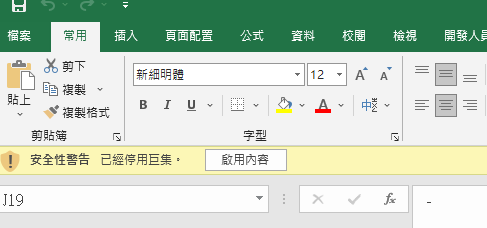 檔案 常用 插入 頁面配置 公式 資料 校閱 檢視 開發人員
剪下
複製
複製格式
貼上
剪貼簿
新細明體 12 A A
B I U A 中
字型
安全性警告 已經停用巨集。 啟用內容
J19 fx -